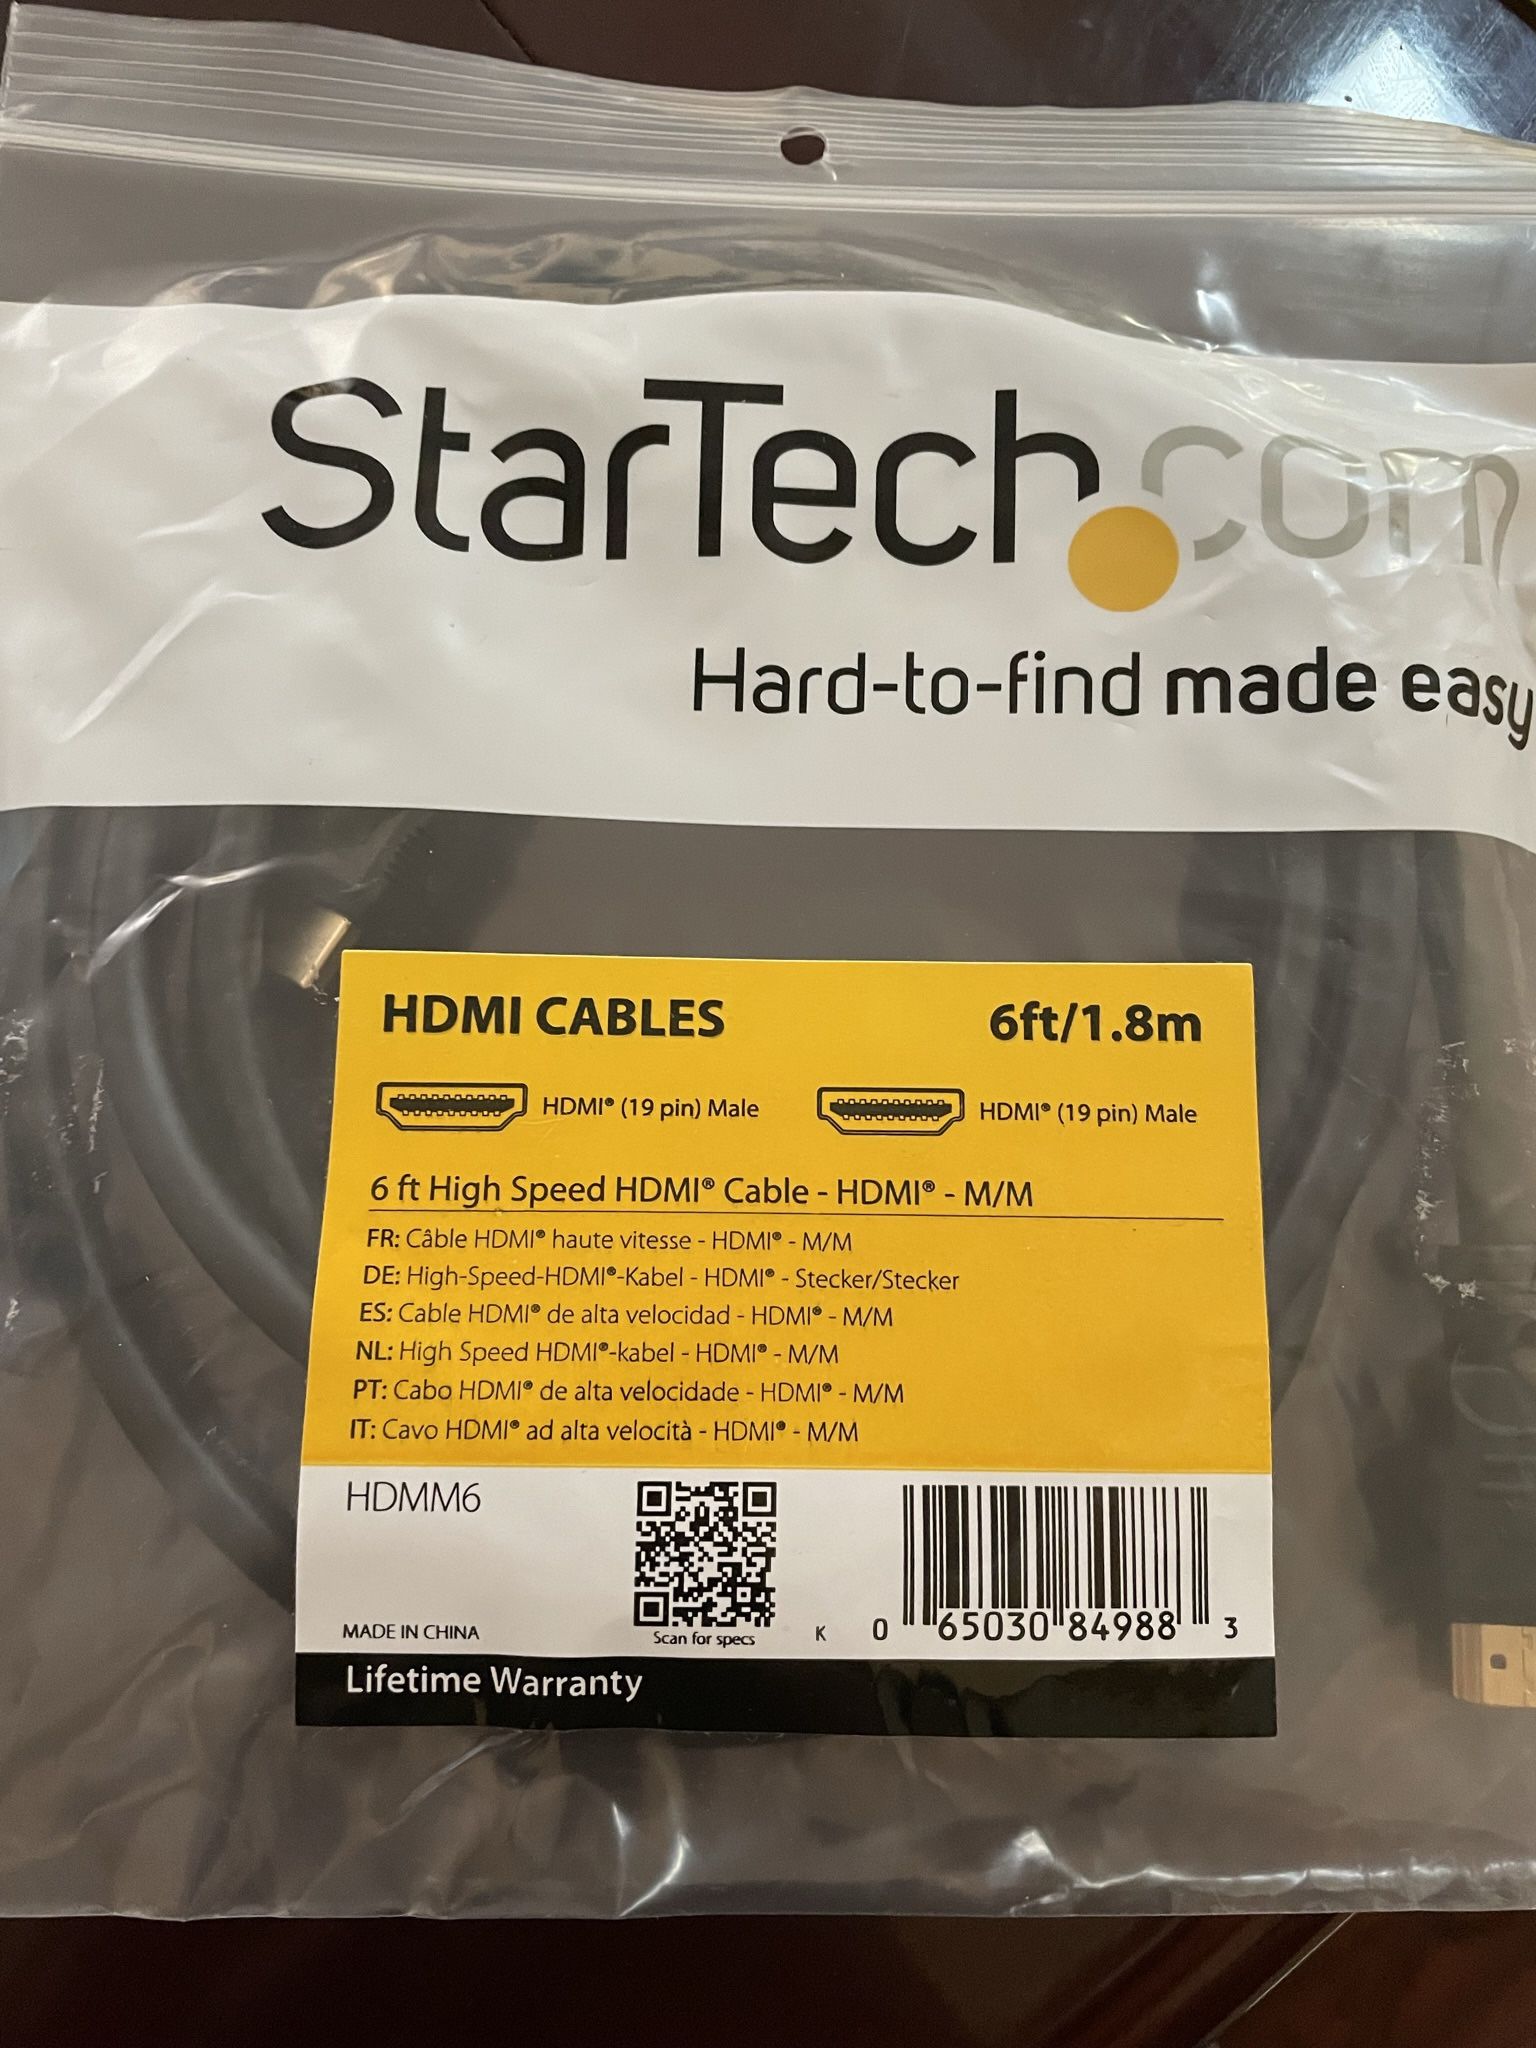 StarTech.com
Hard-to-find made easy
HDMI CABLES 6ft/1.8m
HDMI® (19 pin) Male HDMI® (19 pin) Male
6 ft High Speed HDMI® Cable - HDMI® - M/M
FR: Câble HDMI® haute vitesse - HDMI® - M/M
DE: High-Speed-HDMI®-Kabel - HDMI® - Stecker/Stecker
ES: Cable HDMI® de alta velocidad - HDMI® - M/M
NL: High Speed HDMI®-kabel - HDMI® - M/M
PT: Cabo HDMI® de alta velocidade - HDMI® - M/M
IT: Cavo HDMI® ad alta velocità - HDMI® - M/M
HDMM6
MADE IN CHINA
Scan for specs
K
0 65030 84988 3
Lifetime Warranty